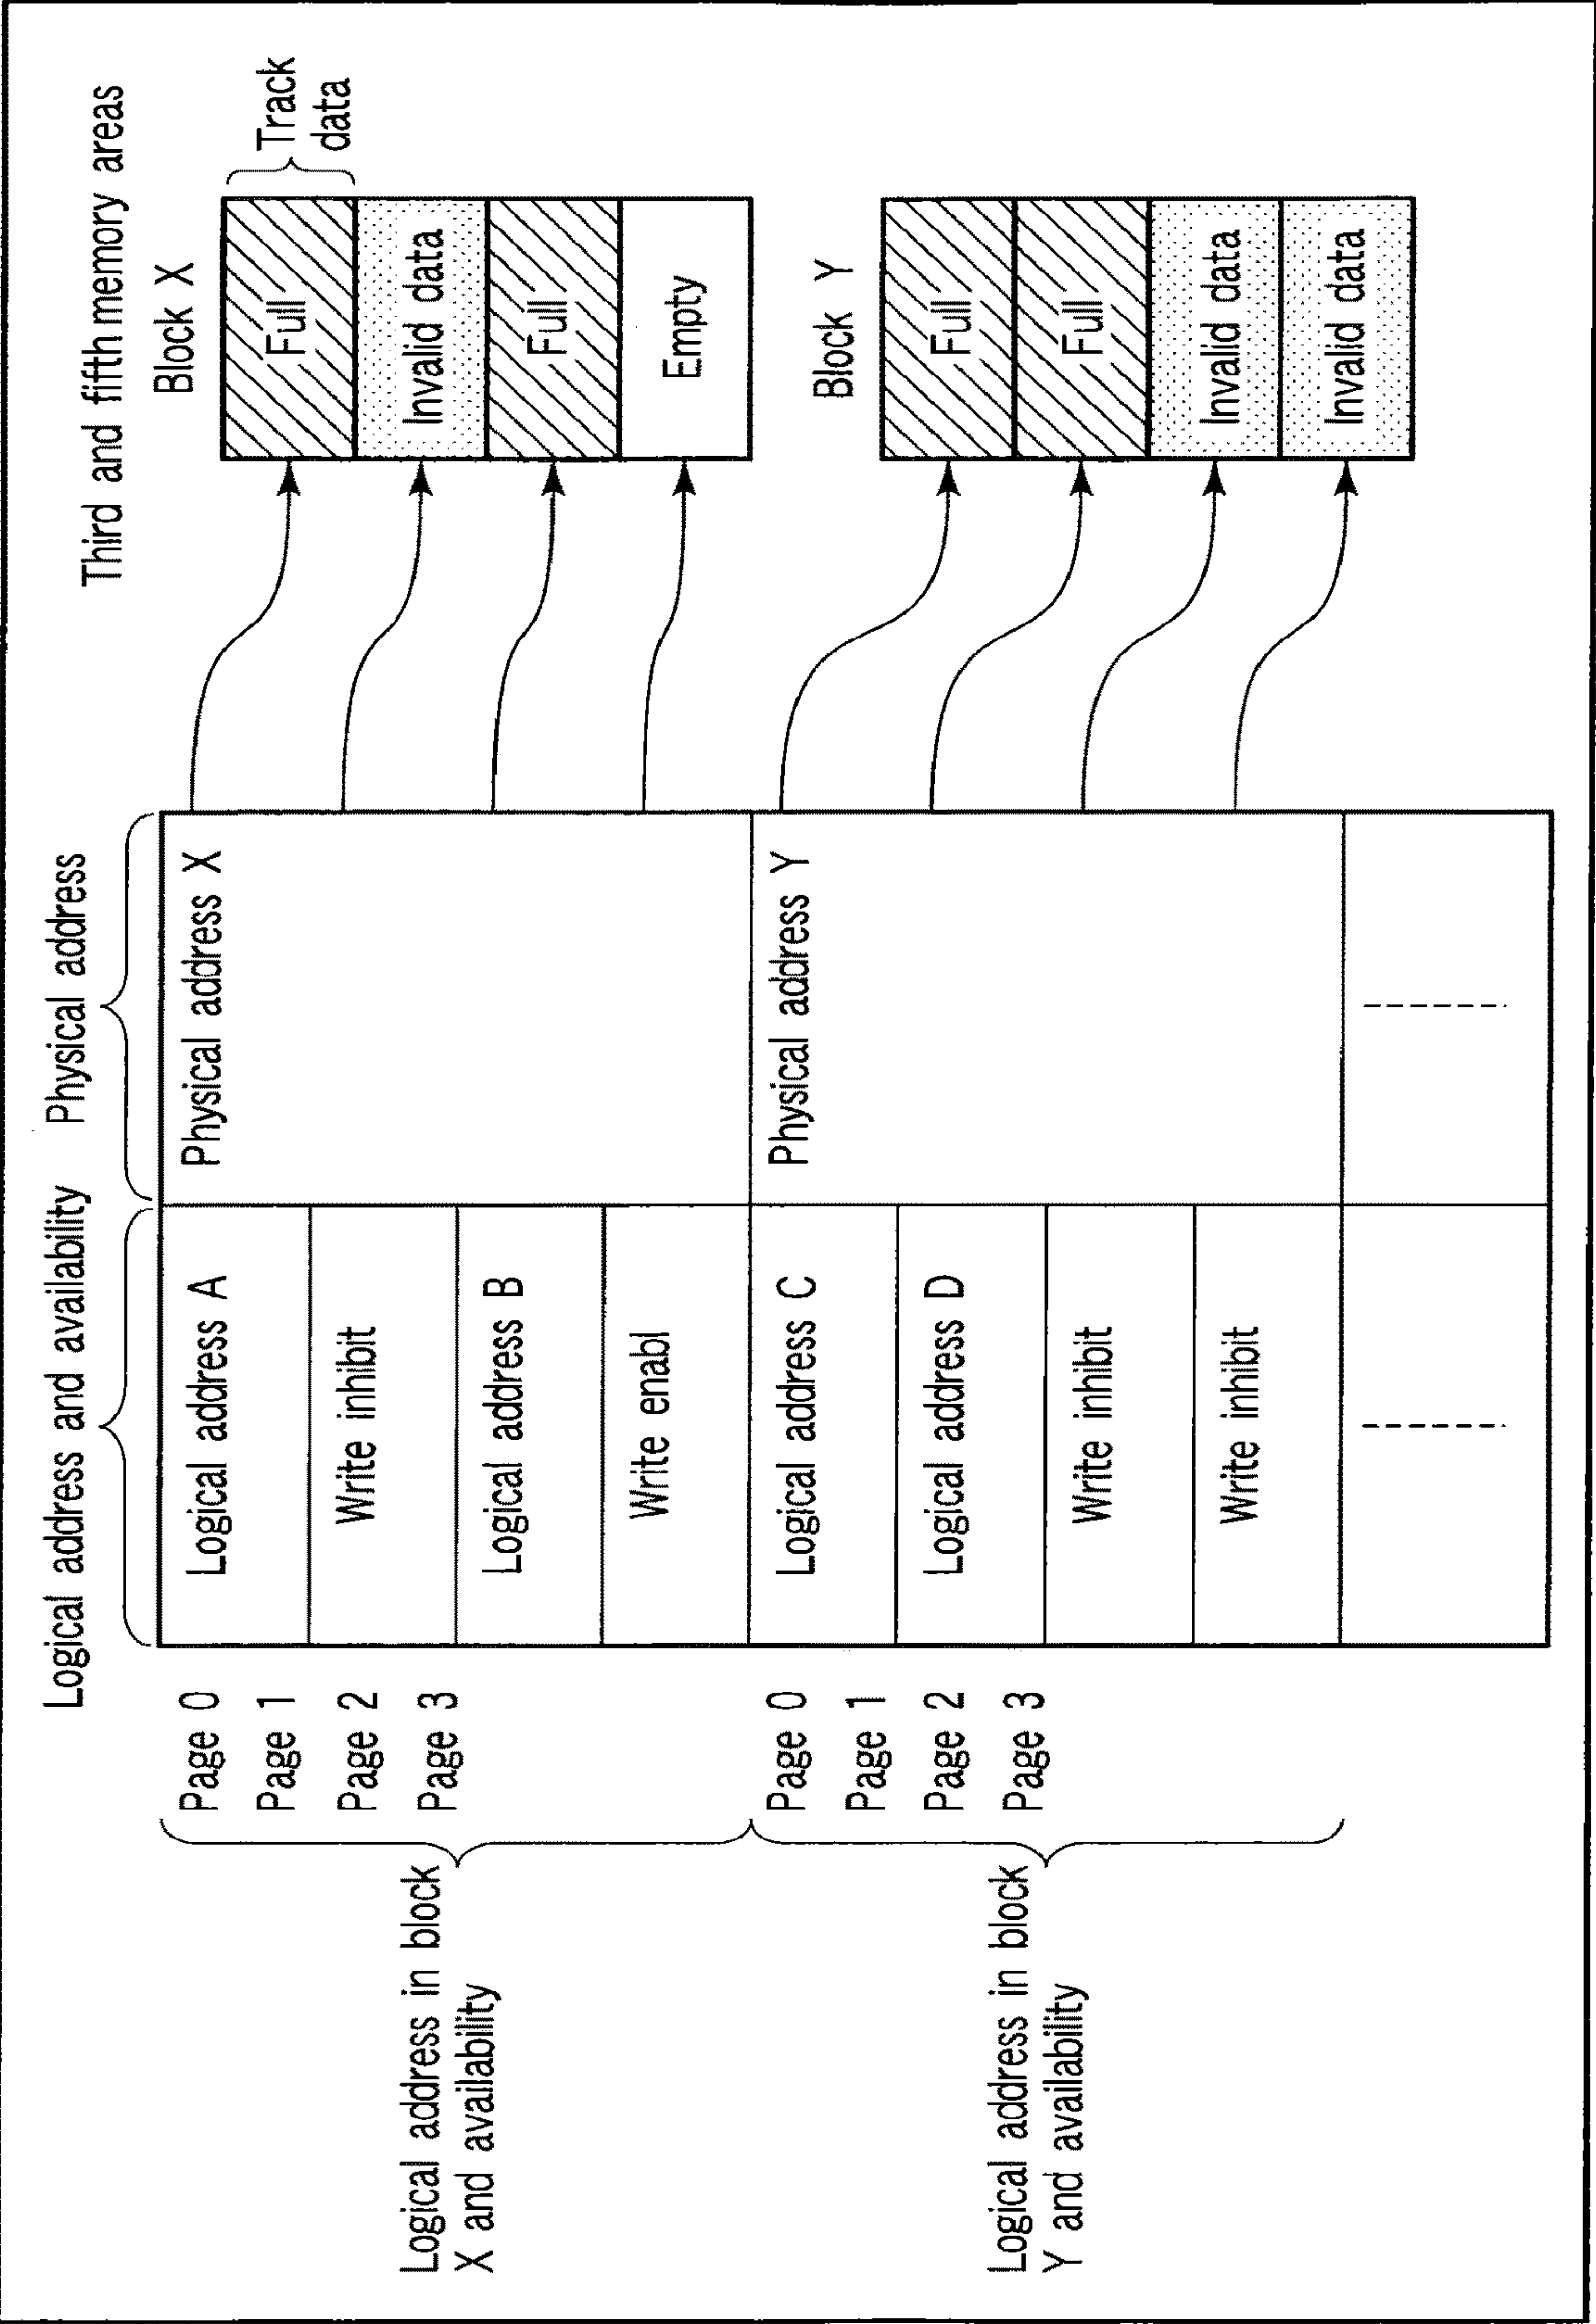 Logical address and availability
Physical address
Third and fifth memory areas
Logical address in block
X and availability
Page 0
Page 1
Page 2
Page 3
Logical address A
Write inhibit
Logical address B
Write enabl
Physical address X
Block X
Full
Invalid data
Full
Empty
Track
data
Logical address in block
Y and availability
Page 0
Page 1
Page 2
Page 3
Logical address C
Logical address D
Write inhibit
Write inhibit
Physical address Y
Block Y
Full
Full
Invalid data
Invalid data